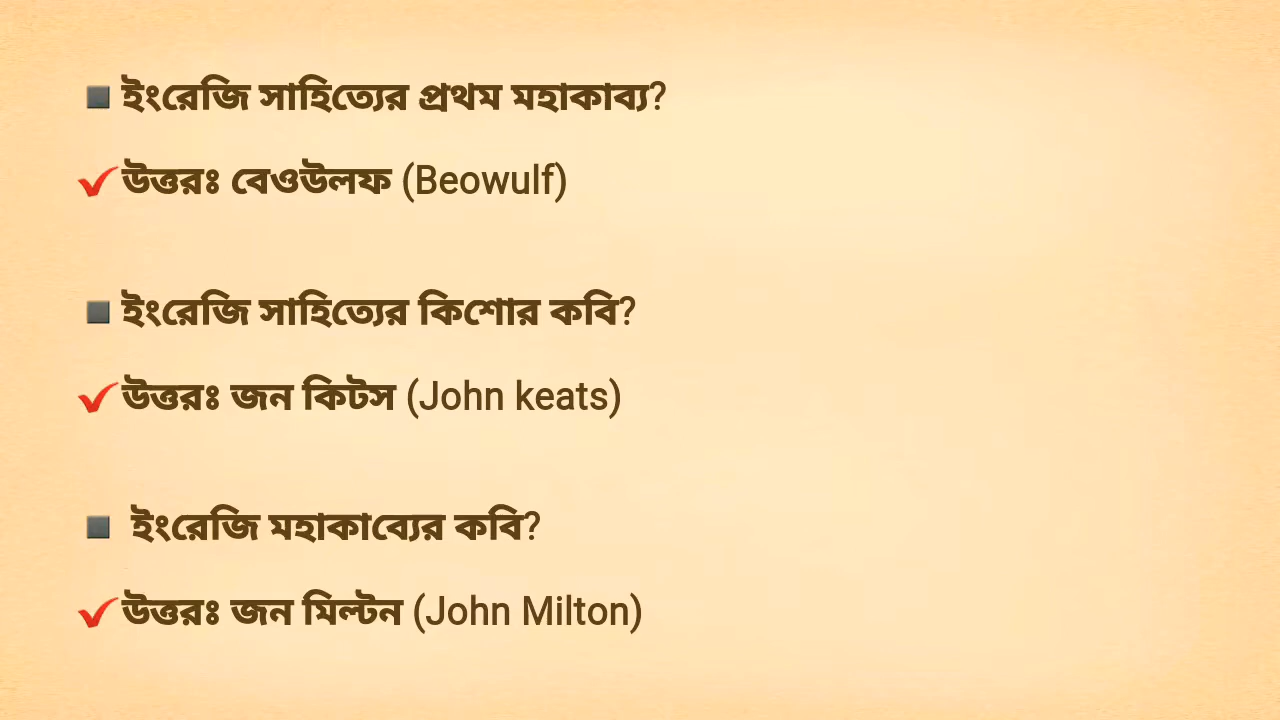 ◾ইংরেজি সাহিত্যের প্রথম মহাকাব্য?
✔উত্তরঃ বেওউলফ (Beowulf)
◾ইংরেজি সাহিত্যের কিশোর কবি?
✔উত্তরঃ জন কিটস (John keats)
◾ ইংরেজি মহাকাব্যের কবি?
✔উত্তরঃ জন মিল্টন (John Milton)